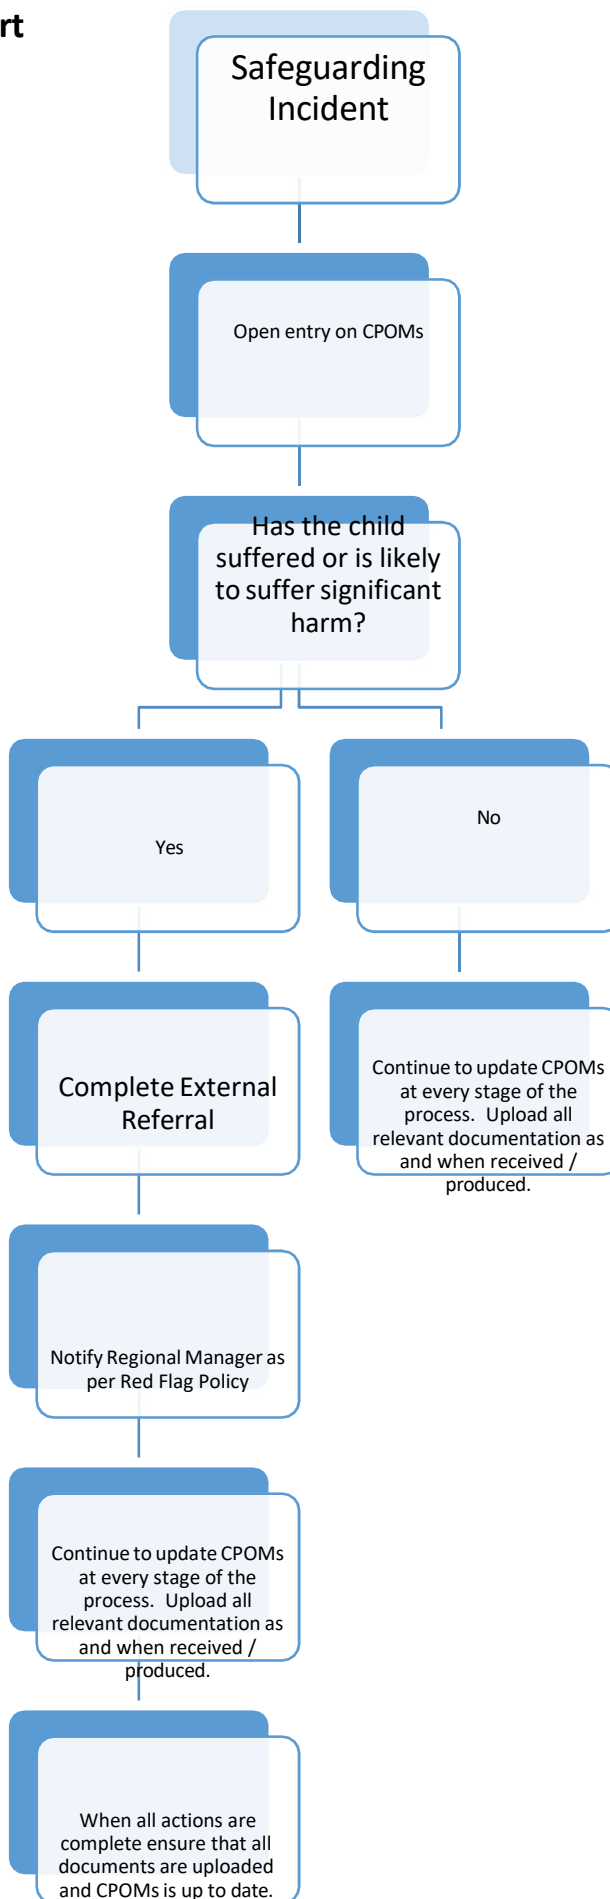 rt
Safeguarding
Incident
Open entry on CPOMs
Has the child
suffered or is likely
to suffer significant
harm?
Yes
No
Complete External
Referral
Continue to update CPOMs
at every stage of the
process. Upload all
relevant documentation as
and when received /
produced.
Notify Regional Manager as
per Red Flag Policy
Continue to update CPOMs
at every stage of the
process. Upload all
relevant documentation as
and when received /
produced.
When all actions are
complete ensure that all
documents are uploaded
and CPOMs is up to date.